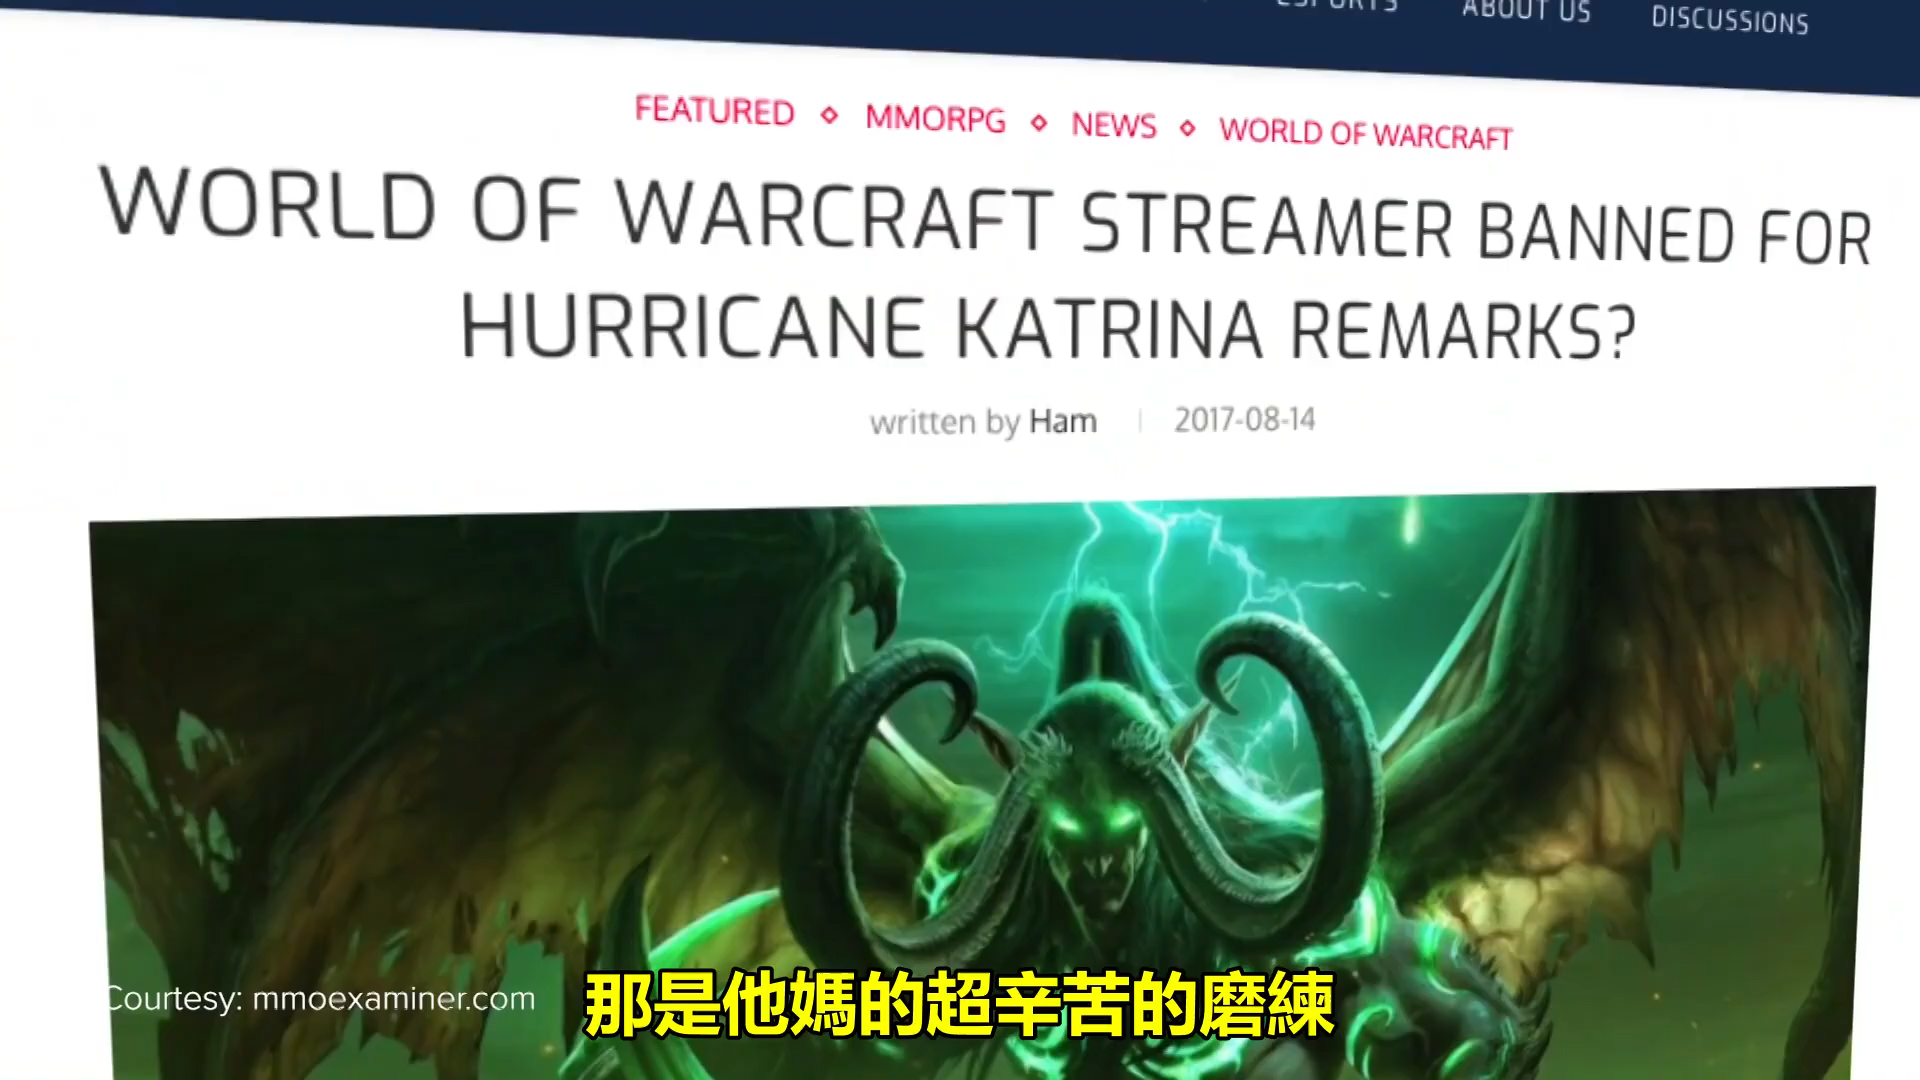 ESPORTS ABOUT US DISCUSSIONS
FEATURED ◇ MMORPG ◇ NEWS ◇ WORLD OF WARCRAFT
WORLD OF WARCRAFT STREAMER BANNED FOR
HURRICANE KATRINA REMARKS?
written by Ham | 2017-08-14
Courtesy: mmoexaminer.com
那是他媽的超辛苦的磨練